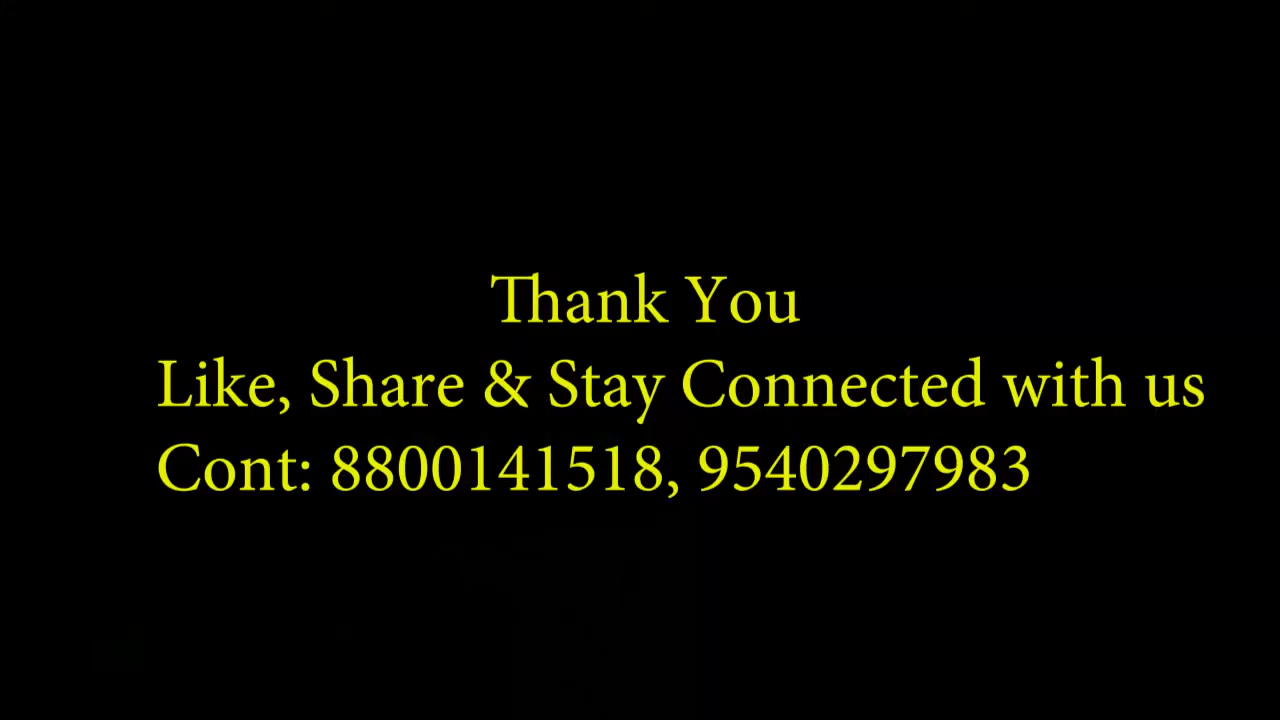 Thank You
Like, Share & Stay Connected with us
Cont: 8800141518, 9540297983